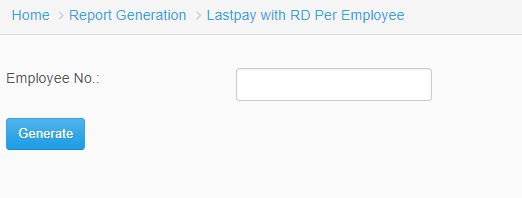 Home > Report Generation > Lastpay with RD Per Employee
Employee No.:
Generate